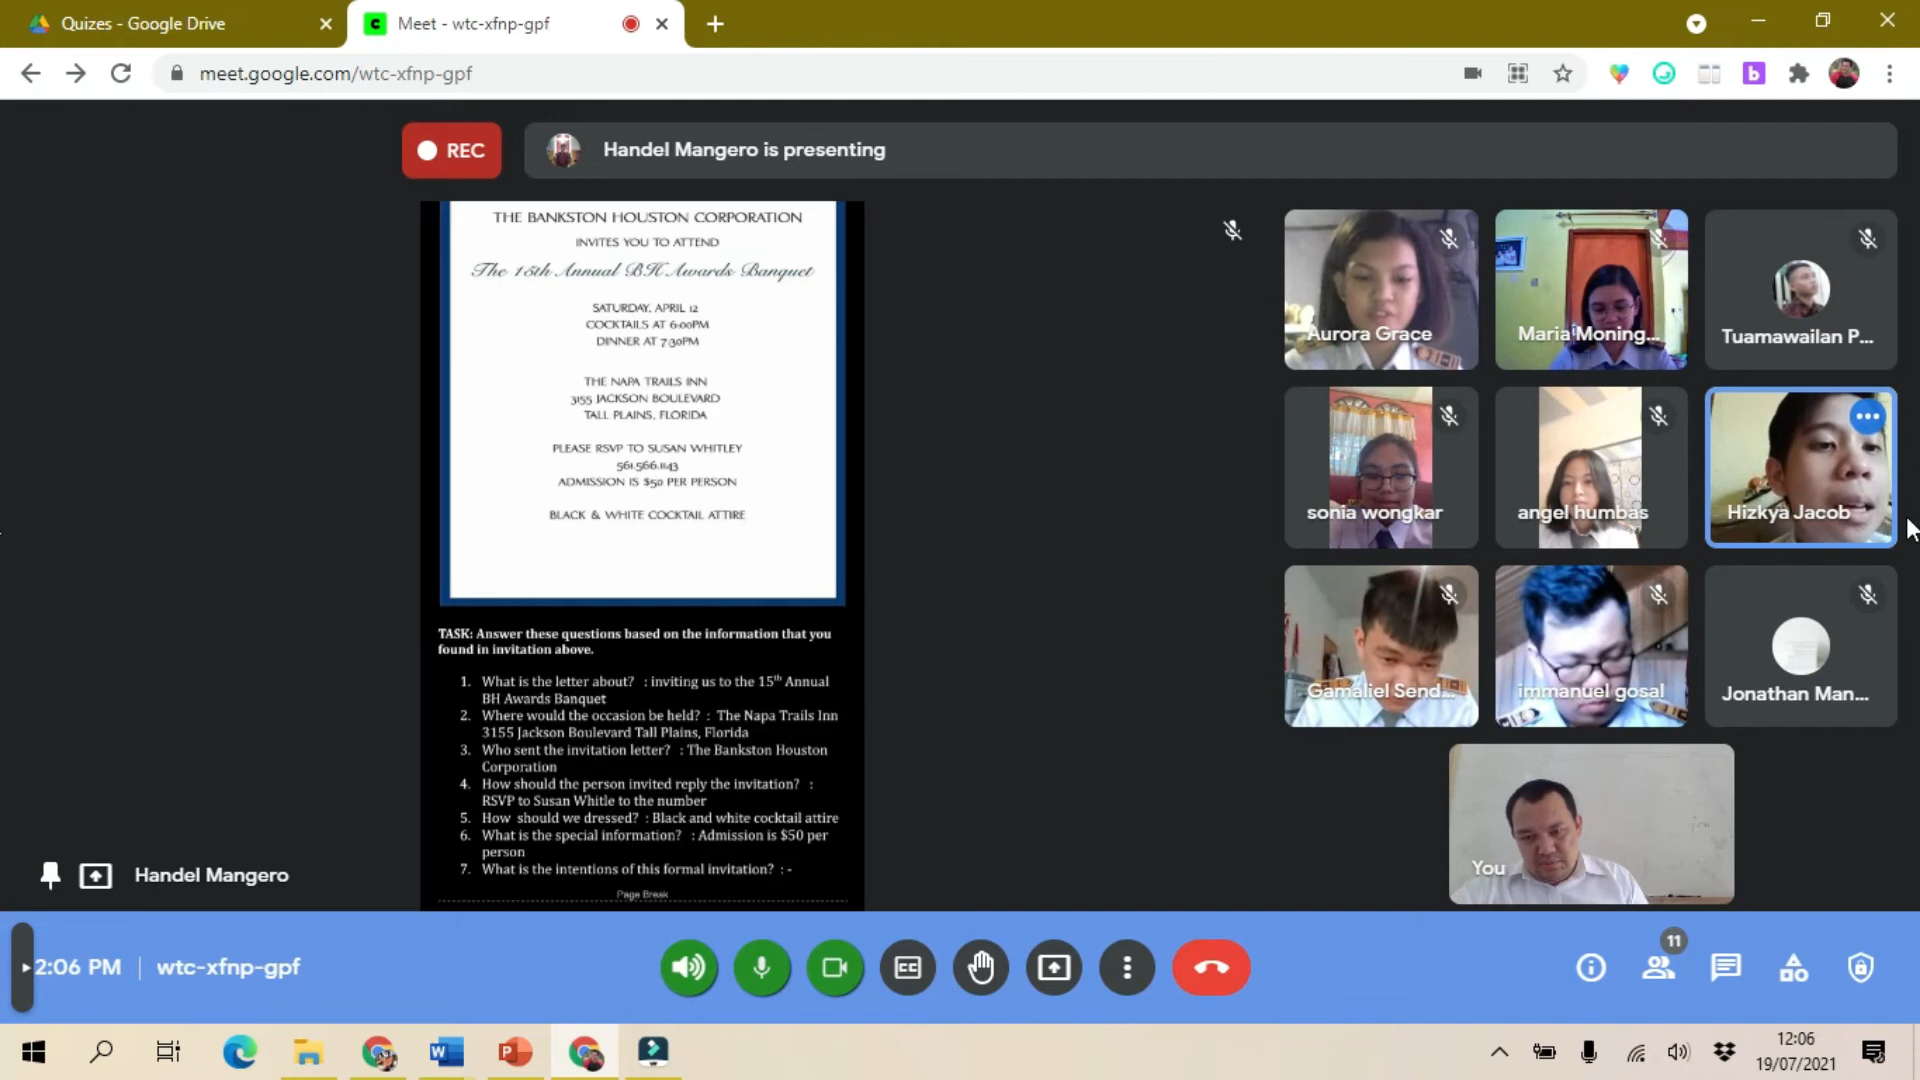 Quizes - Google Drive
Meet - wtc-xfnp-gpf
meet.google.com/wtc-xfnp-gpf
REC
Handel Mangero is presenting
THE BANKSTON HOUSTON CORPORATION
INVITES YOU TO ATTEND
The 15th Annual BH Awards Banquet
SATURDAY, APRIL 12
COCKTAILS AT 6:00PM
DINNER AT 7:30PM
THE NAPA TRAILS INN
3155 JACKSON BOULEVARD
TALL PLAINS, FLORIDA
PLEASE RSVP TO SUSAN WHITLEY
561.566.1143
ADMISSION IS $50 PER PERSON
BLACK & WHITE COCKTAIL ATTIRE
TASK: Answer these questions based on the information that you
found in invitation above.
1. What is the letter about? : inviting us to the 15th Annual
BH Awards Banquet
2. Where would the occasion be held? : The Napa Trails Inn
3155 Jackson Boulevard Tall Plains, Florida
3. Who sent the invitation letter? : The Bankston Houston
Corporation
4. How should the person invited reply the invitation? :
RSVP to Susan Whitle to the number
5. How should we dressed? : Black and white cocktail attire
6. What is the special information? : Admission is $50 per
person
7. What is the intentions of this formal invitation? : -
Page Break
Aurora Grace
Maria Moning...
Tuamawailan P...
sonia wongkar
angel humbas
Hizkya Jacob
Gamaliel Send...
immanuel gosal
Jonathan Man...
You
Handel Mangero
2:06 PM | wtc-xfnp-gpf
CC
11
12:06
19/07/2021